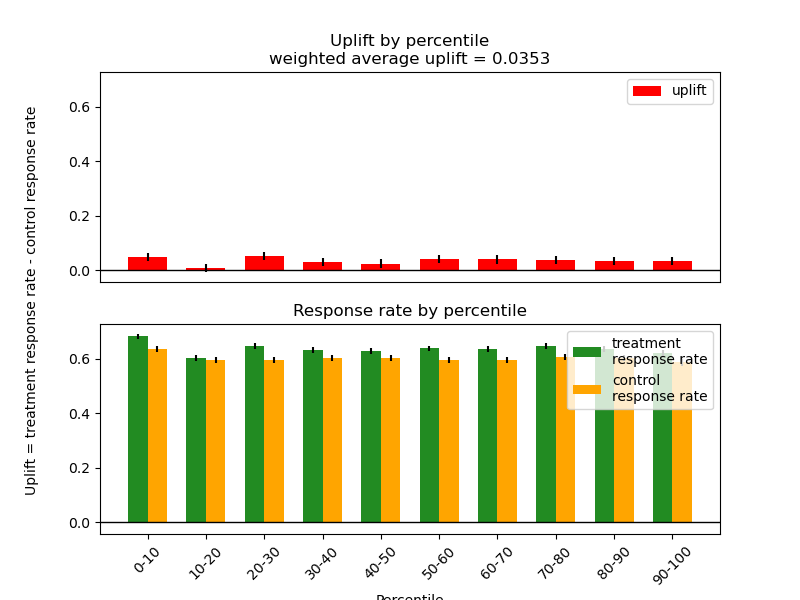 Uplift by percentile
weighted average uplift = 0.0353
uplift
0.6
0.4
0.2
0.0
Uplift = treatment response rate - control response rate
Response rate by percentile
treatment
response rate
control
response rate
0.6
0.4
0.2
0.0
0-10
10-20
20-30
30-40
40-50
50-60
60-70
70-80
80-90
90-100
Percentile